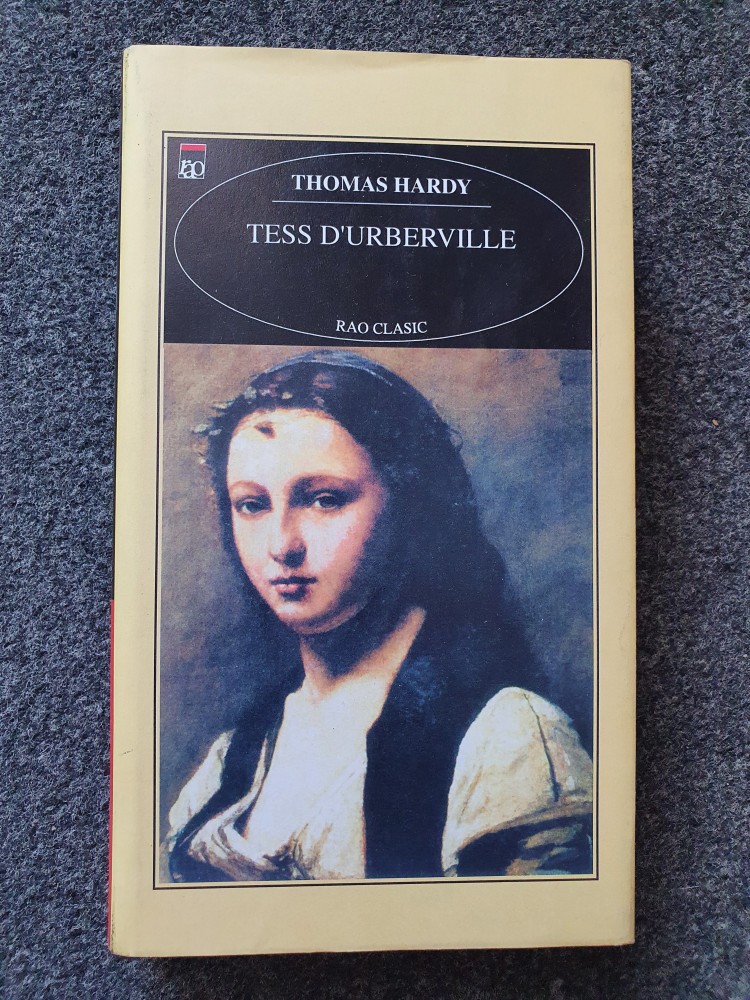 rao
THOMAS HARDY
TESS D'URBERVILLE
RAO CLASIC